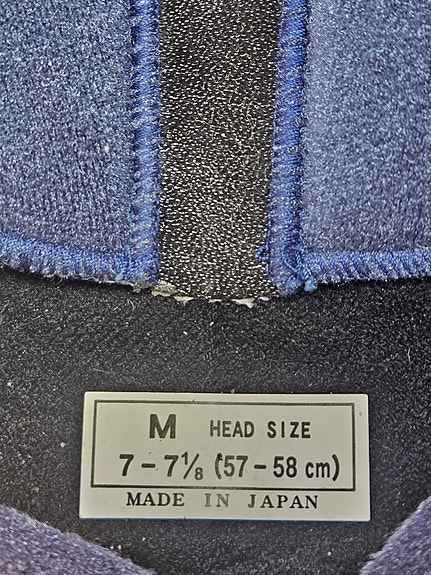 M HEAD SIZE
7 - 7⅛ (57 - 58 cm)
MADE IN JAPAN